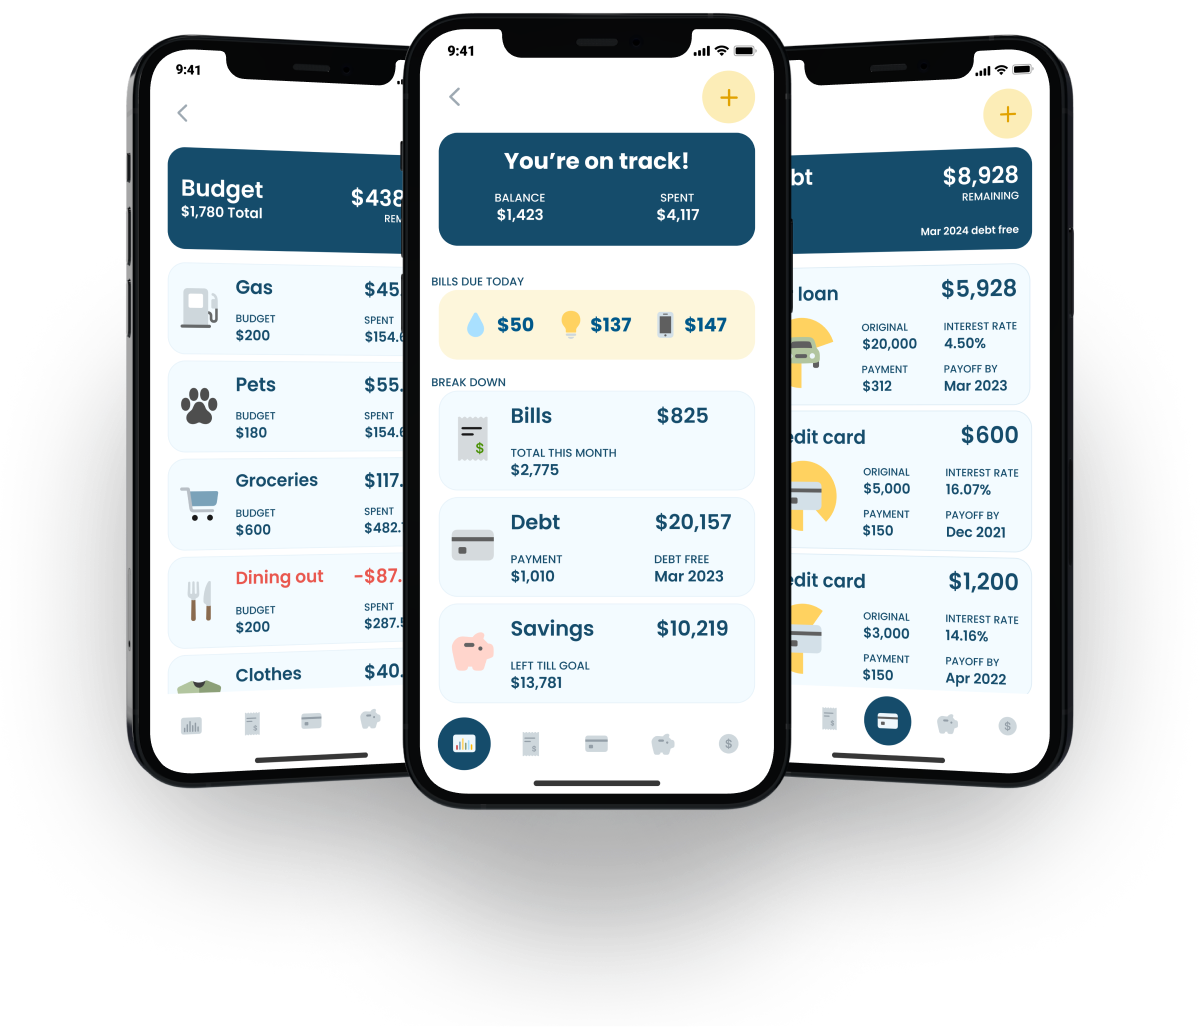 9:41
Budget
$1,780 Total
$438
Gas
$45.
BUDGET
SPENT
$200
$154.6
Pets
$55.
BUDGET
SPENT
$180
$154.6
Groceries
$117.
BUDGET
SPENT
$600
$482.
Dining out
-$87.
BUDGET
SPENT
$200
$287.5
Clothes
$40.
9:41
+
You're on track!
BALANCE
SPENT
$1,423
$4,117
BILLS DUE TODAY
$50 $137 $147
BREAK DOWN
Bills
$825
$
TOTAL THIS MONTH
$2,775
Debt
$20,157
PAYMENT
DEBT FREE
$1,010
Mar 2023
Savings
$10,219
LEFT TILL GOAL
$13,781
+
bt
$8,928
REMAINING
Mar 2024 debt free
loan
$5,928
ORIGINAL
INTEREST RATE
$20,000
4.50%
PAYMENT
PAYOFF BY
$312
Mar 2023
edit card
$600
ORIGINAL
INTEREST RATE
$5,000
16.07%
PAYMENT
PAYOFF BY
$150
Dec 2021
edit card
$1,200
ORIGINAL
INTEREST RATE
$3,000
14.16%
PAYMENT
PAYOFF BY
$150
Apr 2022